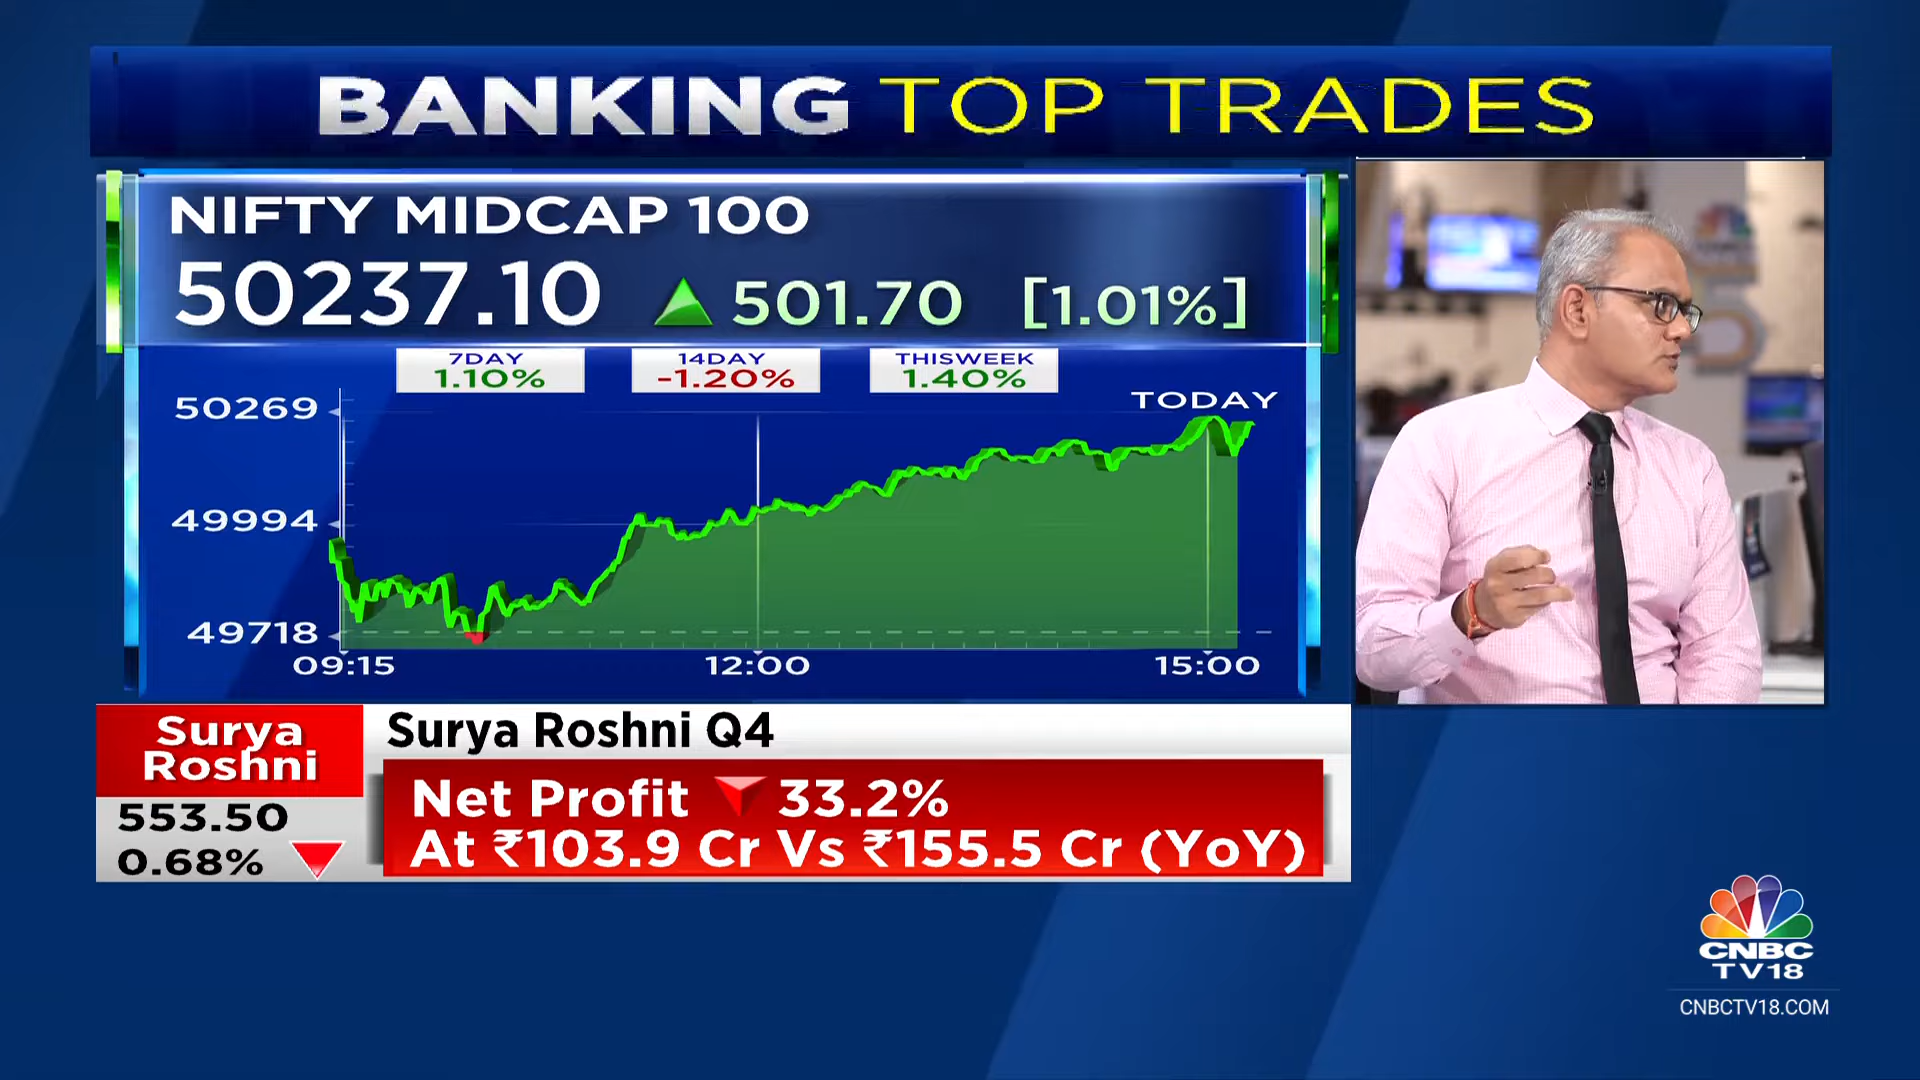 BANKING TOP TRADES
NIFTY MIDCAP 100
50237.10 501.70 [1.01%]
7DAY
1.10%
14DAY
-1.20%
THISWEEK
1.40%
TODAY
50269
49994
49718
09:15 12:00 15:00
Surya
Roshni
553.50
0.68%
Surya Roshni Q4
Net Profit 33.2%
At ₹103.9 Cr Vs ₹155.5 Cr (YoY)
CNBC
TV18
CNBCTV18.COM